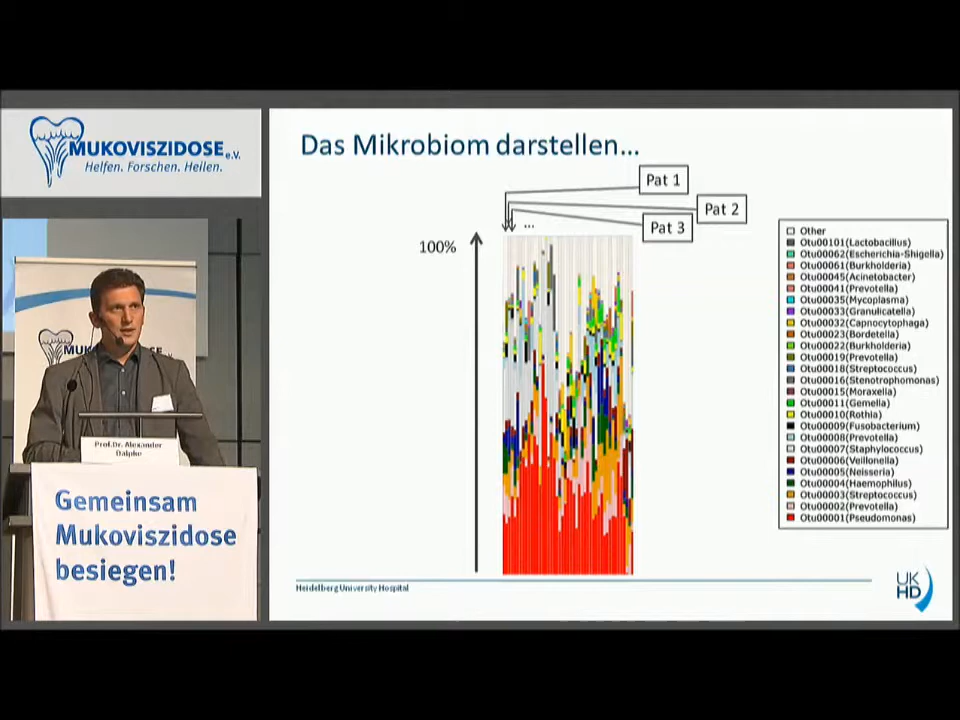 MUKOVISZIDOSE e.V.
Helfen. Forschen. Heilen.
MUK
Prof.Dr. Alexander
Dalpke
Gemeinsam
Mukoviszidose
besiegen!
Das Mikrobiom darstellen...
Pat 1
Pat 2
Pat 3
...
100%
Other
Otu00101(Lactobacillus)
Otu00062(Escherichia-Shigella)
Otu00061(Burkholderia)
Otu00045(Acinetobacter)
Otu00041(Prevotella)
Otu00035(Mycoplasma)
Otu00033(Granulicatella)
Otu00032(Capnocytophaga)
Otu00023(Bordetella)
Otu00022(Burkholderia)
Otu00019(Prevotella)
Otu00018(Streptococcus)
Otu00016(Stenotrophomonas)
Otu00015(Moraxella)
Otu00011(Gemella)
Otu00010(Rothia)
Otu00009(Fusobacterium)
Otu00008(Prevotella)
Otu00007(Staphylococcus)
Otu00006(Veillonella)
Otu00005(Neisseria)
Otu00004(Haemophilus)
Otu00003(Streptococcus)
Otu00002(Prevotella)
Otu00001(Pseudomonas)
Heidelberg University Hospital
UK
HD